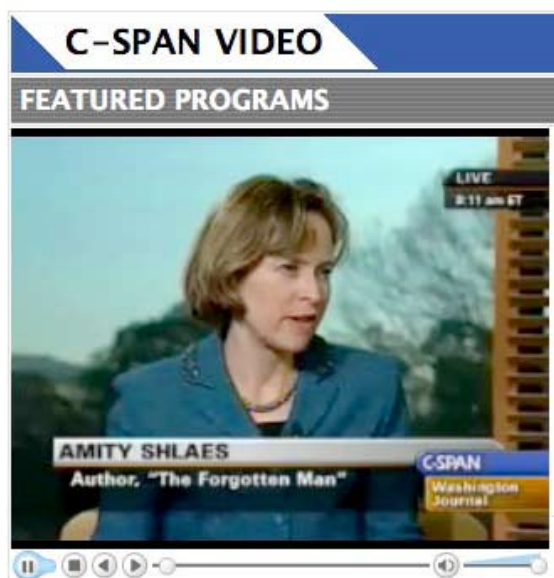 C-SPAN VIDEO
FEATURED PROGRAMS
LIVE
8:11 am ET
AMITY SHLAES
Author, "The Forgotten Man"
C-SPAN
Washington
Journal